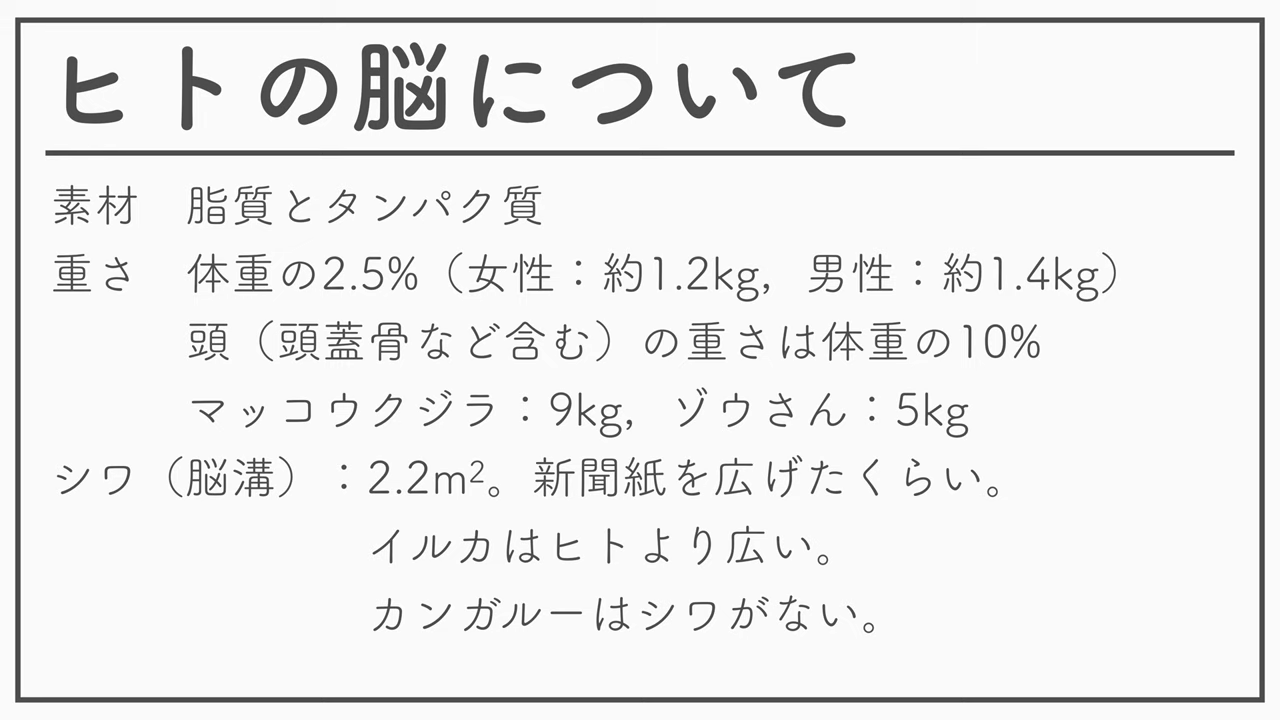 ヒトの脳について
素材　脂質とタンパク質
重さ　体重の2.5%（女性：約1.2kg，男性：約1.4kg）
頭（頭蓋骨など含む）の重さは体重の10%
マッコウクジラ：9kg，ゾウさん：5kg
シワ（脳溝）：2.2m²。新聞紙を広げたくらい。
イルカはヒトより広い。
カンガルーはシワがない。